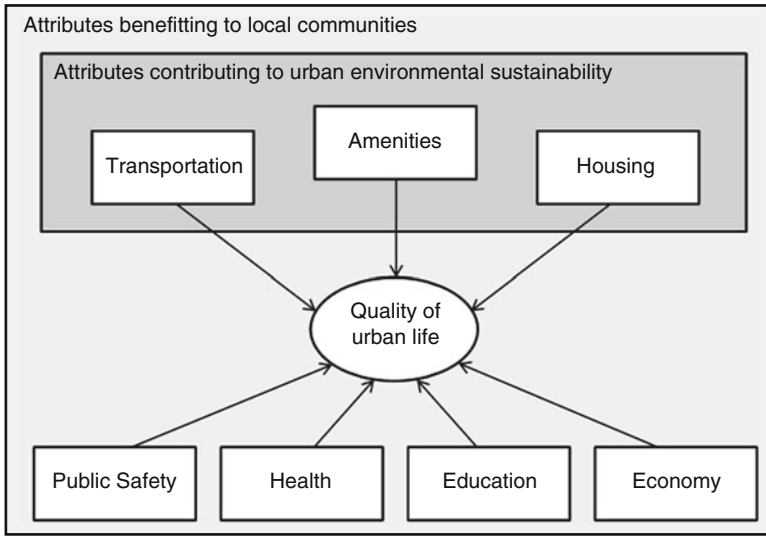 Attributes benefitting to local communities
Attributes contributing to urban environmental sustainability
Transportation
Amenities
Housing
Quality of
urban life
Public Safety
Health
Education
Economy